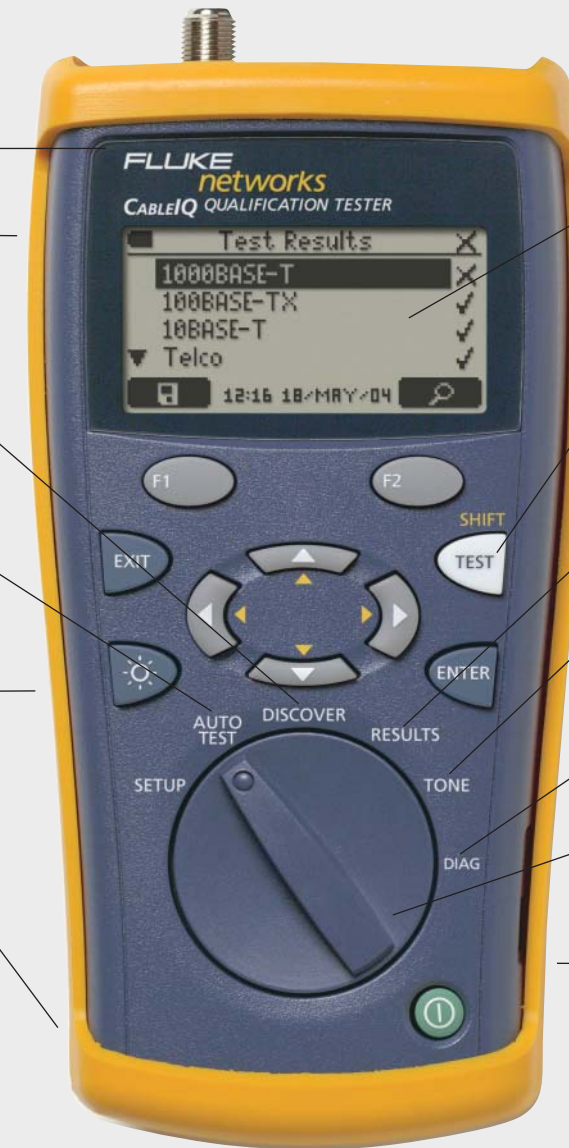 FLUKE
networks
CABLEIQ QUALIFICATION TESTER
Test Results X
1000BASE-T X
100BASE-TX ✓
10BASE-T ✓
Telco ✓
12:16 18/MAY/04
F1 F2
SHIFT
EXIT TEST
ENTER
AUTO TEST
DISCOVER
RESULTS
SETUP
TONE
DIAG